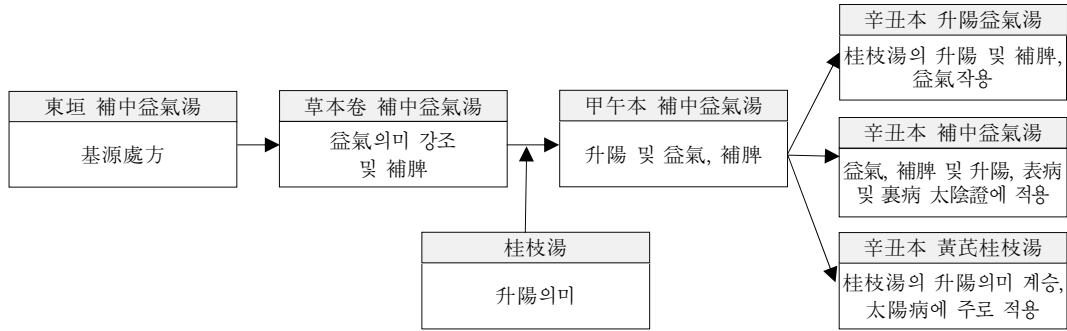 東垣 補中益氣湯
基源處方
草本卷 補中益氣湯
益氣의미 강조
및 補脾
桂枝湯
升陽의미
甲午本 補中益氣湯
升陽 및 益氣, 補脾
辛丑本 升陽益氣湯
桂枝湯의 升陽 및 補脾,
益氣작용
辛丑本 補中益氣湯
益氣, 補脾 및 升陽, 表病
및 裏病 太陰證에 적용
辛丑本 黃芪桂枝湯
桂枝湯의 升陽의미 계승,
太陽病에 주로 적용